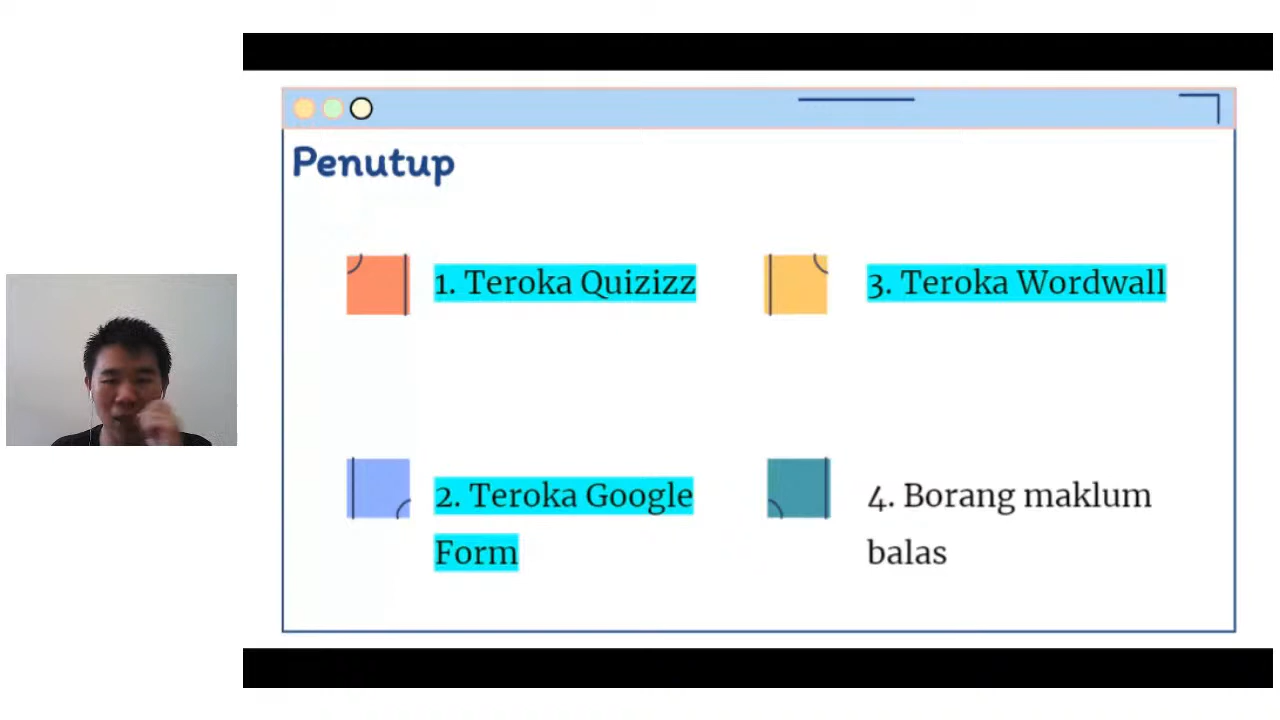 Penutup
1. Teroka Quizizz
2. Teroka Google
Form
3. Teroka Wordwall
4. Borang maklum
balas